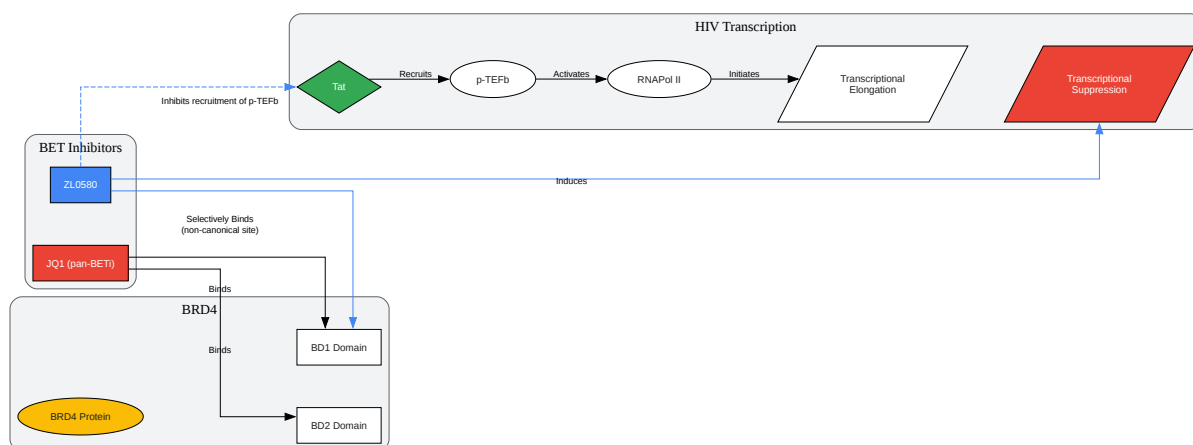 HIV Transcription
Tat
Recruits
p-TEFb
Activates
RNAPol II
Initiates
Transcriptional
Elongation
Transcriptional
Suppression
Inhibits recruitment of p-TEFb
BET Inhibitors
ZL0580
Induces
Selectively Binds
(non-canonical site)
JQ1 (pan-BETi)
Binds
BRD4
BD1 Domain
Binds
BRD4 Protein
BD2 Domain